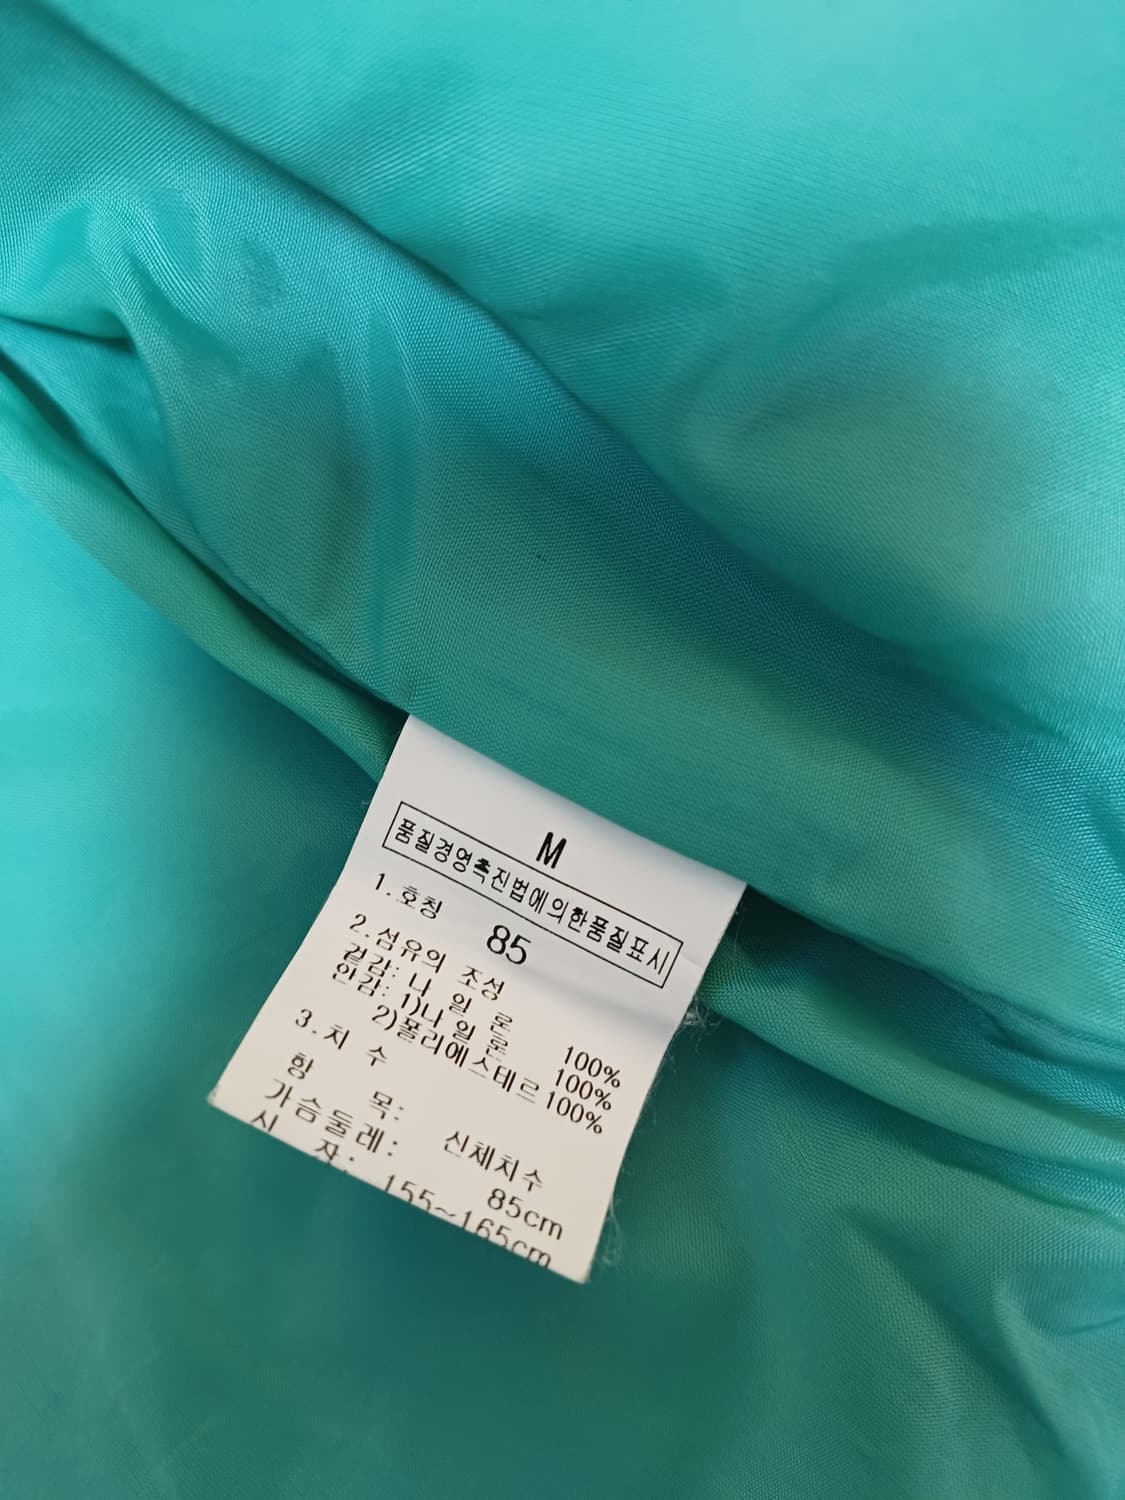 M
품질경영촉진법에의한품질표시
1.호칭 85
2.섬유의 조성
겉감: 나 일 론 100%
안감: 1)나 일 론 100%
2)폴리에스테르 100%
3.치 수
항 목: 신체치수
가슴둘레: 85cm
155~165cm